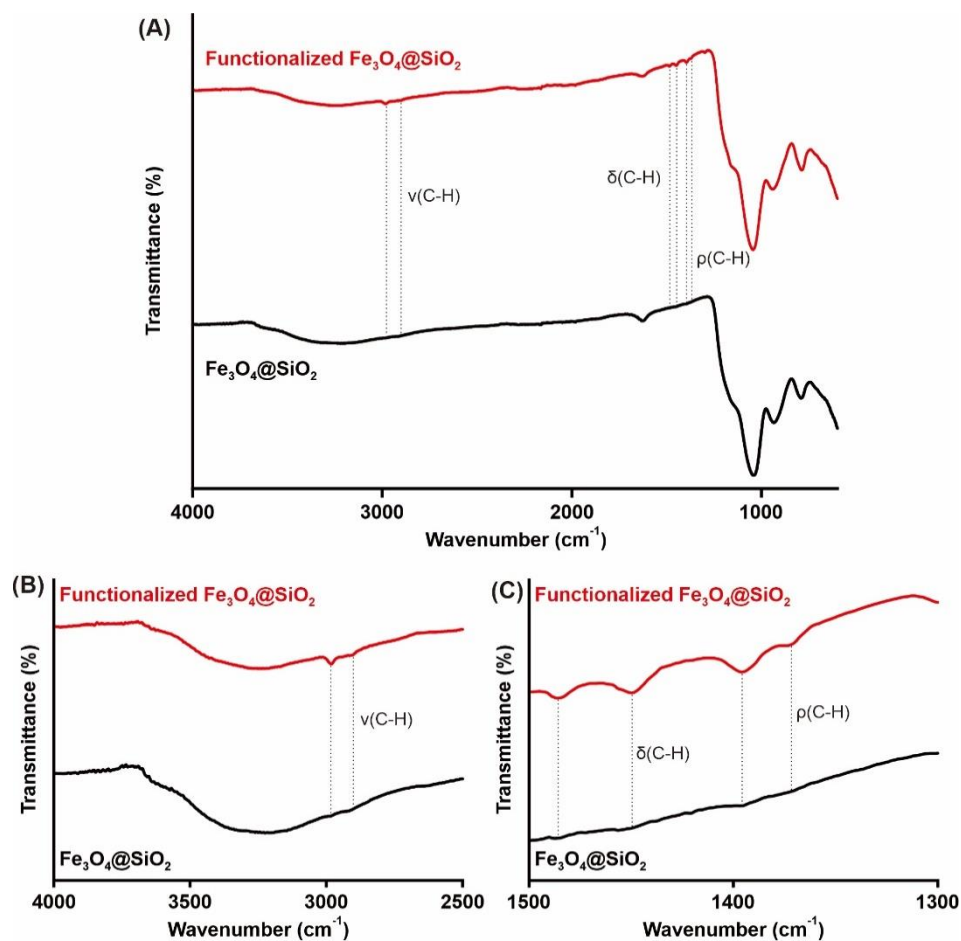 (A)
Functionalized Fe₃O₄@SiO₂
ν(C-H)
δ(C-H)
ρ(C-H)
Fe₃O₄@SiO₂
Transmittance (%)
4000 3000 2000 1000
Wavenumber (cm⁻¹)
(B)
Functionalized Fe₃O₄@SiO₂
ν(C-H)
Fe₃O₄@SiO₂
Transmittance (%)
4000 3500 3000 2500
Wavenumber (cm⁻¹)
(C)
Functionalized Fe₃O₄@SiO₂
ρ(C-H)
δ(C-H)
Fe₃O₄@SiO₂
Transmittance (%)
1500 1400 1300
Wavenumber (cm⁻¹)